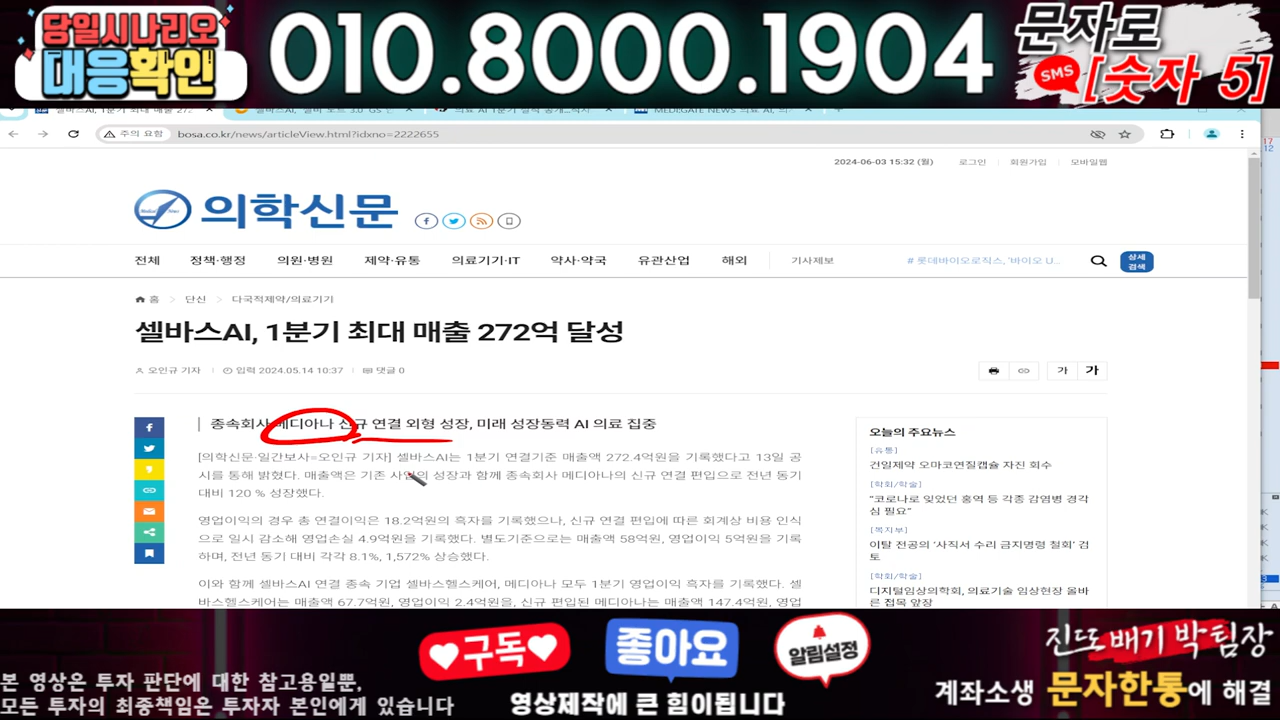 당일시나리오
대응확인
010.8000.1904
문자로
SMS
[숫자 5]
주의 요함
bosa.co.kr/news/articleView.html?idxno=2222655
2024-06-03 15:32 (월)
로그인
회원가입
모바일웹
의학신문
전체
정책·행정
의원·병원
제약·유통
의료기기·IT
약사·약국
유관산업
해외
기사제보
# 롯데바이오로직스, '바이오 U...
상세
검색
홈 > 단신 > 다국적제약/의료기기
셀바스AI, 1분기 최대 매출 272억 달성
오인규 기자
입력 2024.05.14 10:37
댓글 0
가
가
종속회사 메디아나 신규 연결 외형 성장, 미래 성장동력 AI 의료 집중
[의학신문·일간보사=오인규 기자] 셀바스AI는 1분기 연결기준 매출액 272.4억원을 기록했다고 13일 공
시를 통해 밝혔다. 매출액은 기존 사업의 성장과 함께 종속회사 메디아나의 신규 연결 편입으로 전년 동기
대비 120 % 성장했다.
영업이익의 경우 총 연결이익은 18.2억원의 흑자를 기록했으나, 신규 연결 편입에 따른 회계상 비용 인식
으로 일시 감소해 영업손실 4.9억원을 기록했다. 별도기준으로는 매출액 58억원, 영업이익 5억원을 기록
하며, 전년 동기 대비 각각 8.1%, 1,572% 상승했다.
이와 함께 셀바스AI 연결 종속 기업 셀바스헬스케어, 메디아나 모두 1분기 영업이익 흑자를 기록했다. 셀
바스헬스케어는 매출액 67.7억원, 영업이익 2.4억원을, 신규 편입된 메디아나는 매출액 147.4억원, 영업
오늘의 주요뉴스
[유통]
건일제약 오마코연질캡슐 자진 회수
[학회/학술]
"코로나로 잊었던 홍역 등 각종 감염병 경각
심 필요"
[복지부]
이탈 전공의 '사직서 수리 금지명령 철회' 검
토
[학회/학술]
디지털임상의학회, 의료기술 임상현장 올바
른 접목 앞장
구독
좋아요
알림설정
영상제작에 큰 힘이됩니다
본 영상은 투자 판단에 대한 참고용일뿐,
모든 투자의 최종책임은 투자자 본인에게 있습니다
진또배기 박팀장
계좌소생 문자한통에 해결